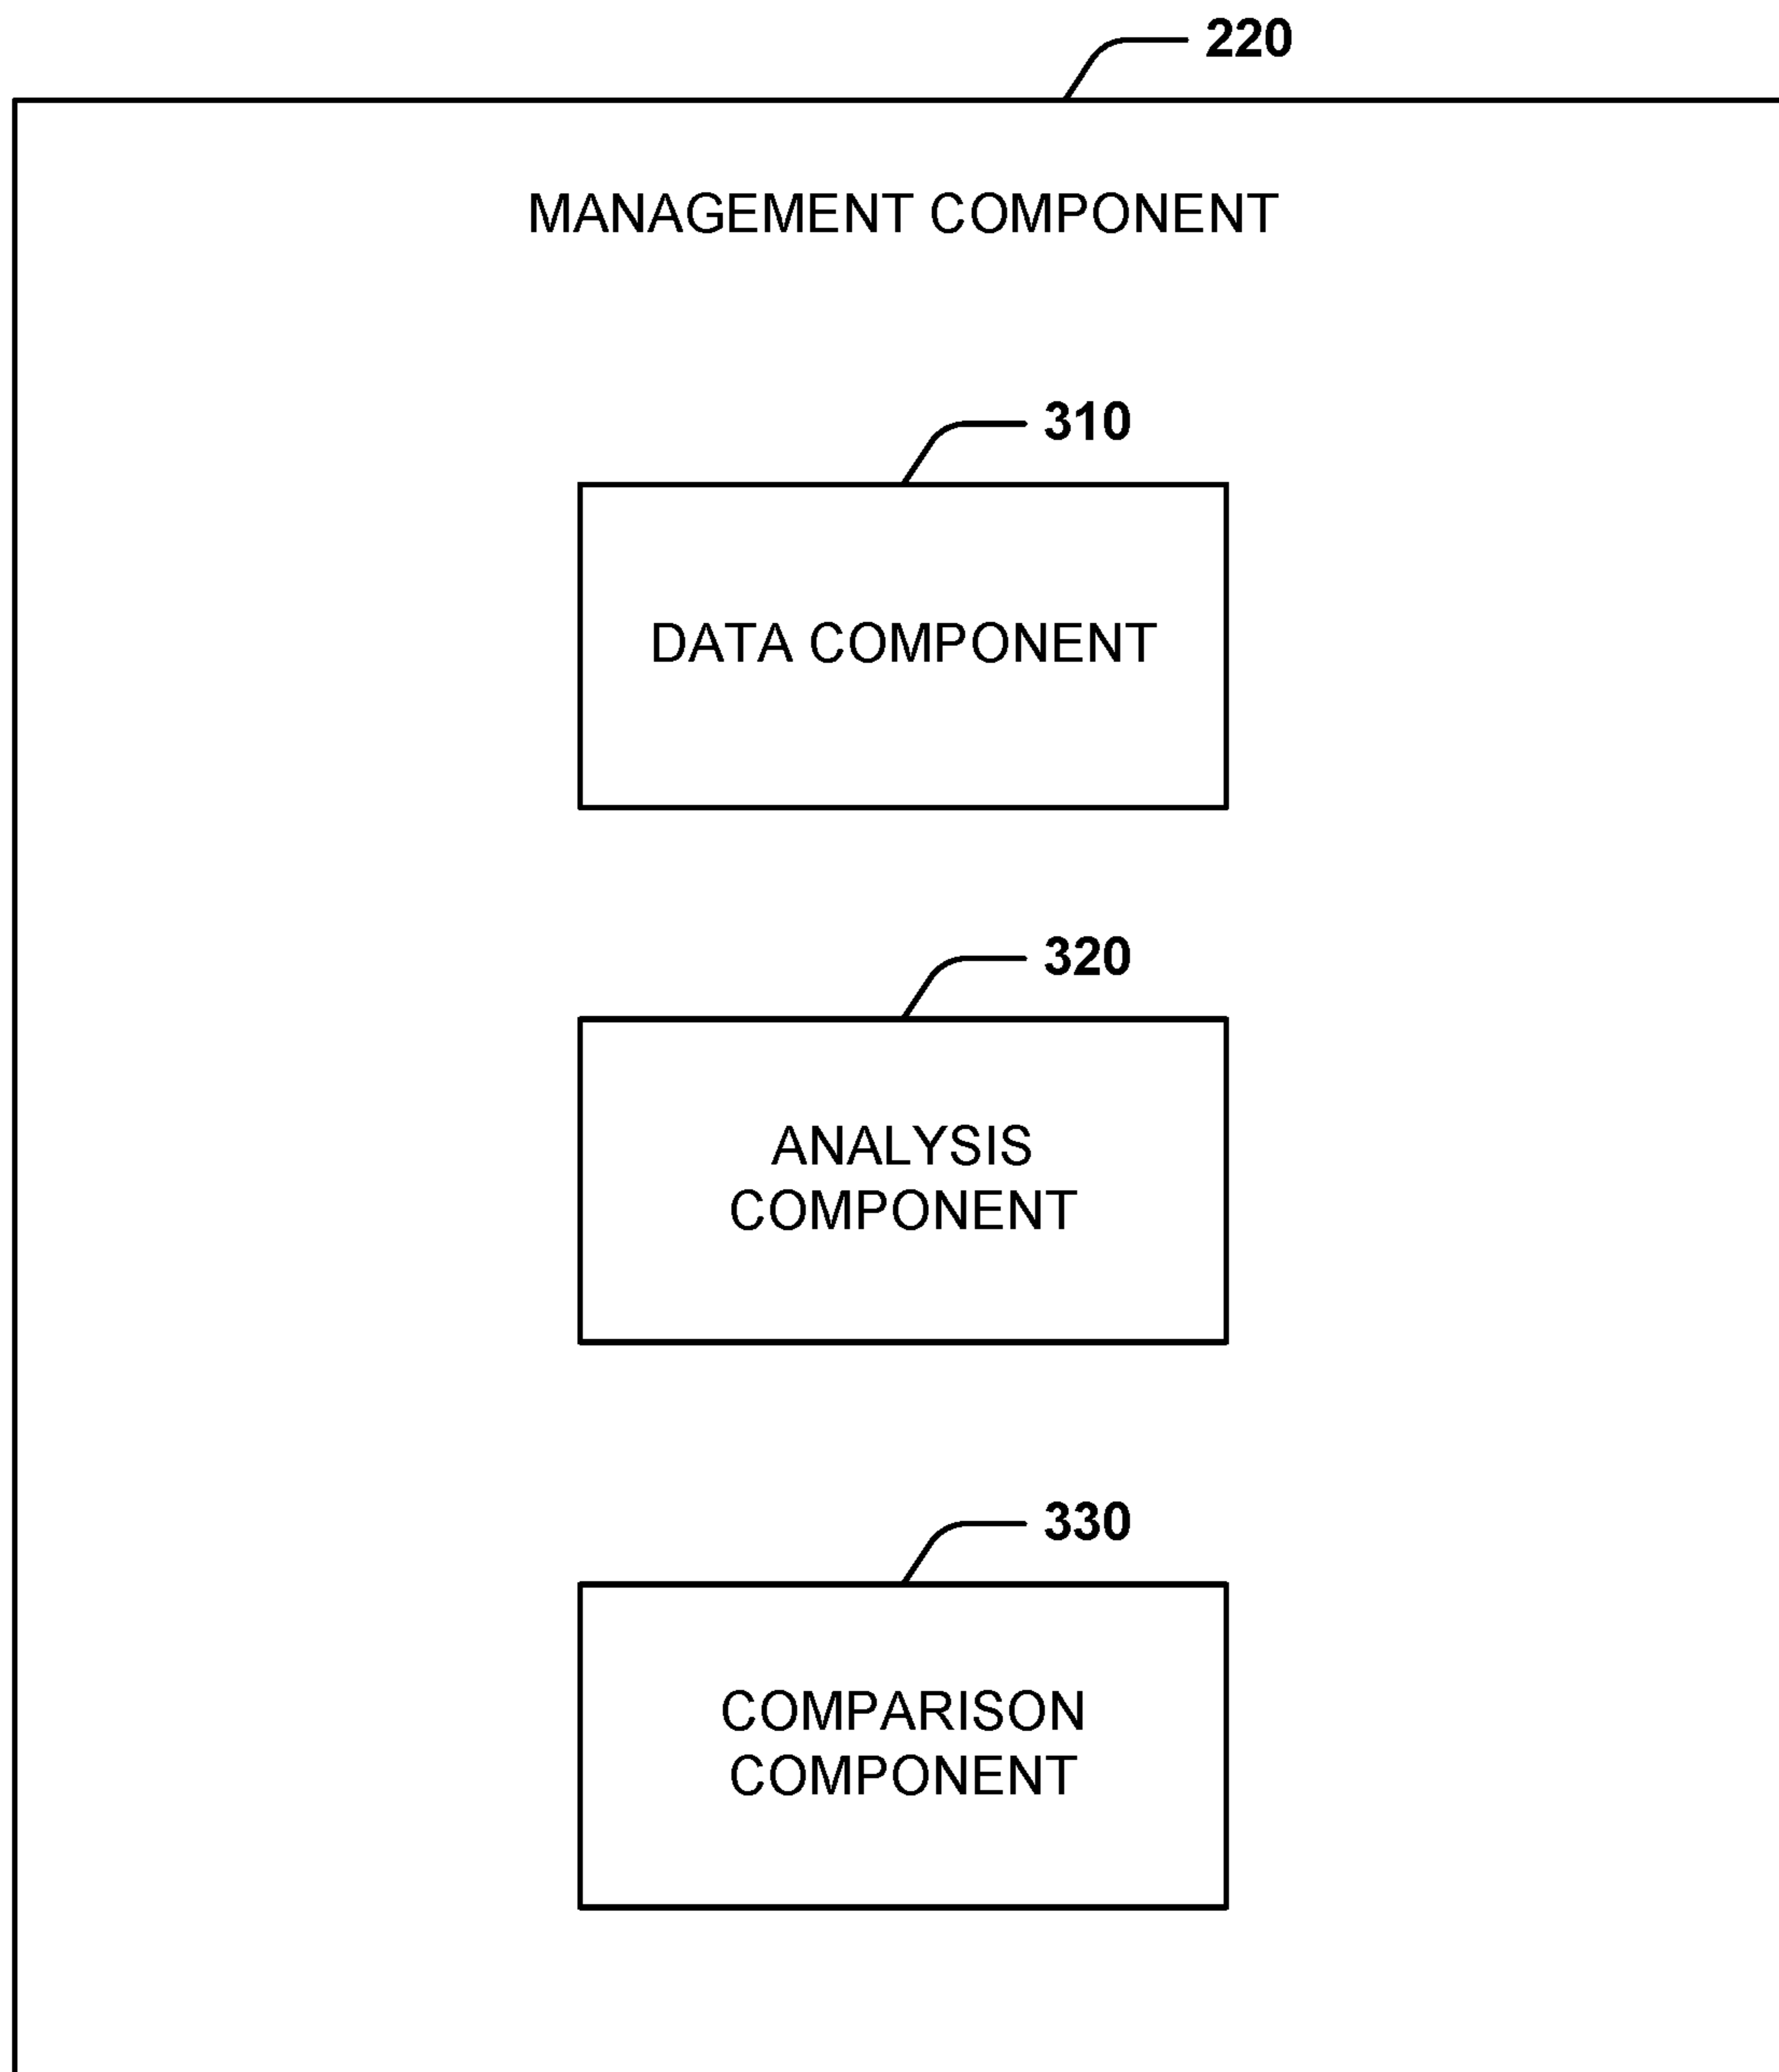 220
MANAGEMENT COMPONENT
310
DATA COMPONENT
320
ANALYSIS
COMPONENT
330
COMPARISON
COMPONENT